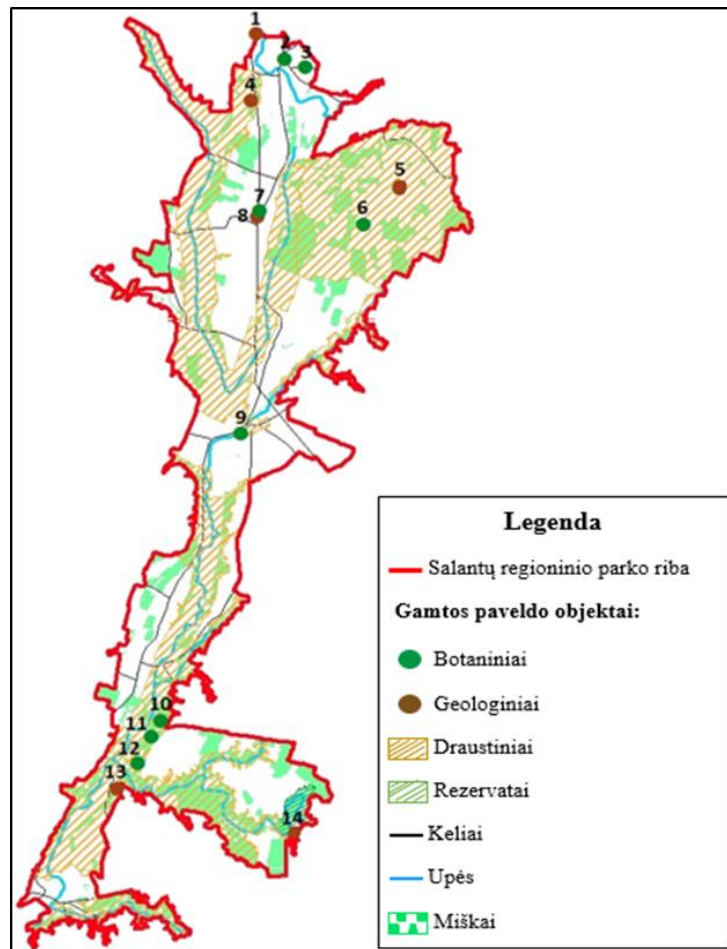 1
2
3
4
5
6
7
8
9
10
11
12
13
14
Legenda
Salantų regioninio parko riba
Gamtos paveldo objektai:
Botaniniai
Geologiniai
Draustiniai
Rezervatai
Keliai
Upės
Miškai